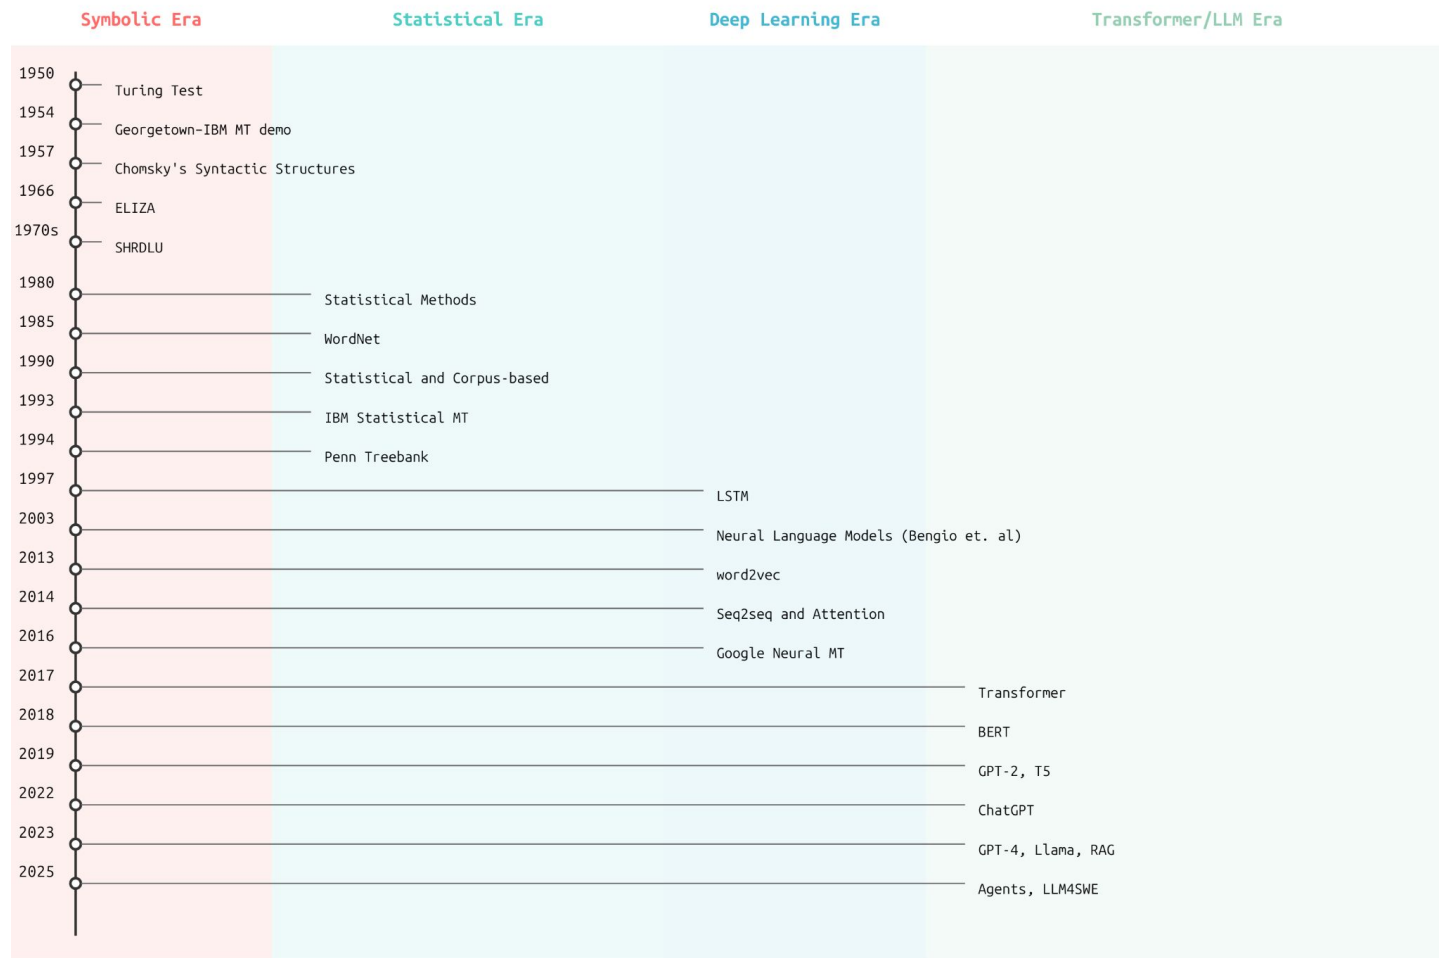 Symbolic Era Statistical Era Deep Learning Era Transformer/LLM Era
1950
Turing Test
1954
Georgetown-IBM MT demo
1957
Chomsky's Syntactic Structures
1966
ELIZA
1970s
SHRDLU
1980
Statistical Methods
1985
WordNet
1990
Statistical and Corpus-based
1993
IBM Statistical MT
1994
Penn Treebank
1997
LSTM
2003
Neural Language Models (Bengio et. al)
2013
word2vec
2014
Seq2seq and Attention
2016
Google Neural MT
2017
Transformer
2018
BERT
2019
GPT-2, T5
2022
ChatGPT
2023
GPT-4, Llama, RAG
2025
Agents, LLM4SWE